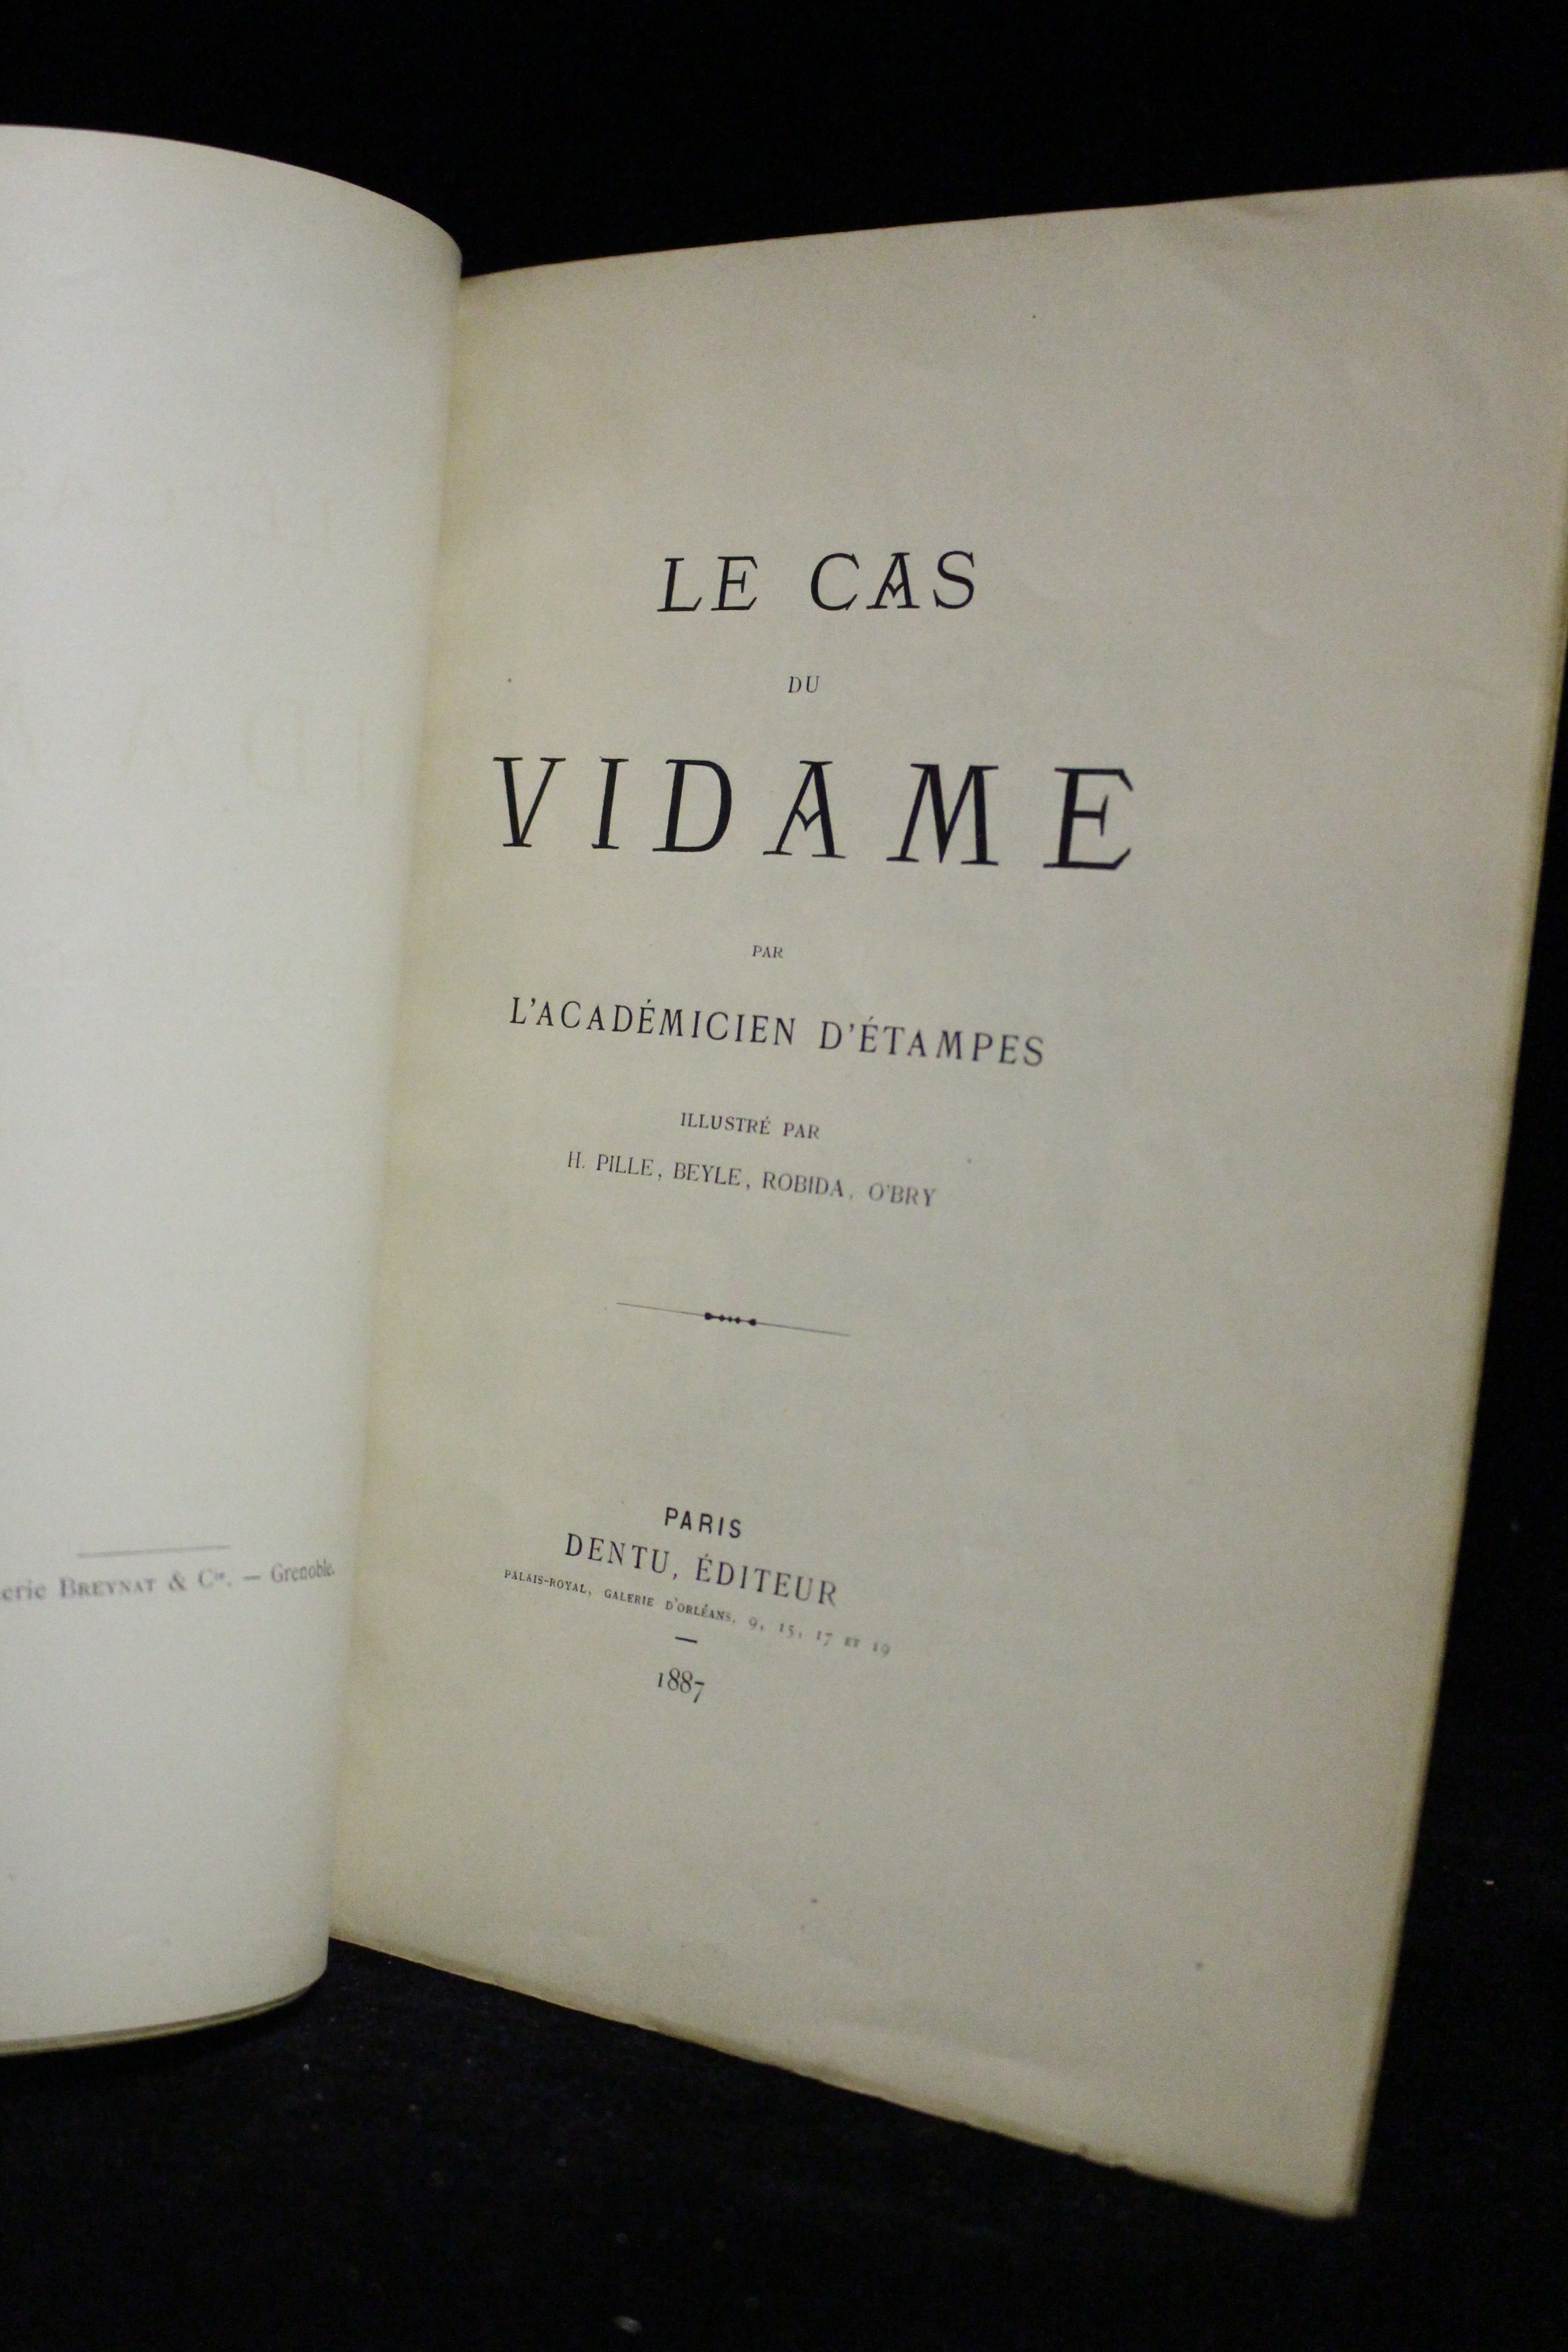 BREYNAT & Cie. — Grenoble.
LE CAS
DU
VIDAME
PAR
L'ACADÉMICIEN D'ÉTAMPES
ILLUSTRÉ PAR
H. PILLE, BEYLE, ROBIDA, O'BRY
PARIS
DENTU, ÉDITEUR
PALAIS-ROYAL, GALERIE D'ORLÉANS, 9, 15, 17 ET 19
1887